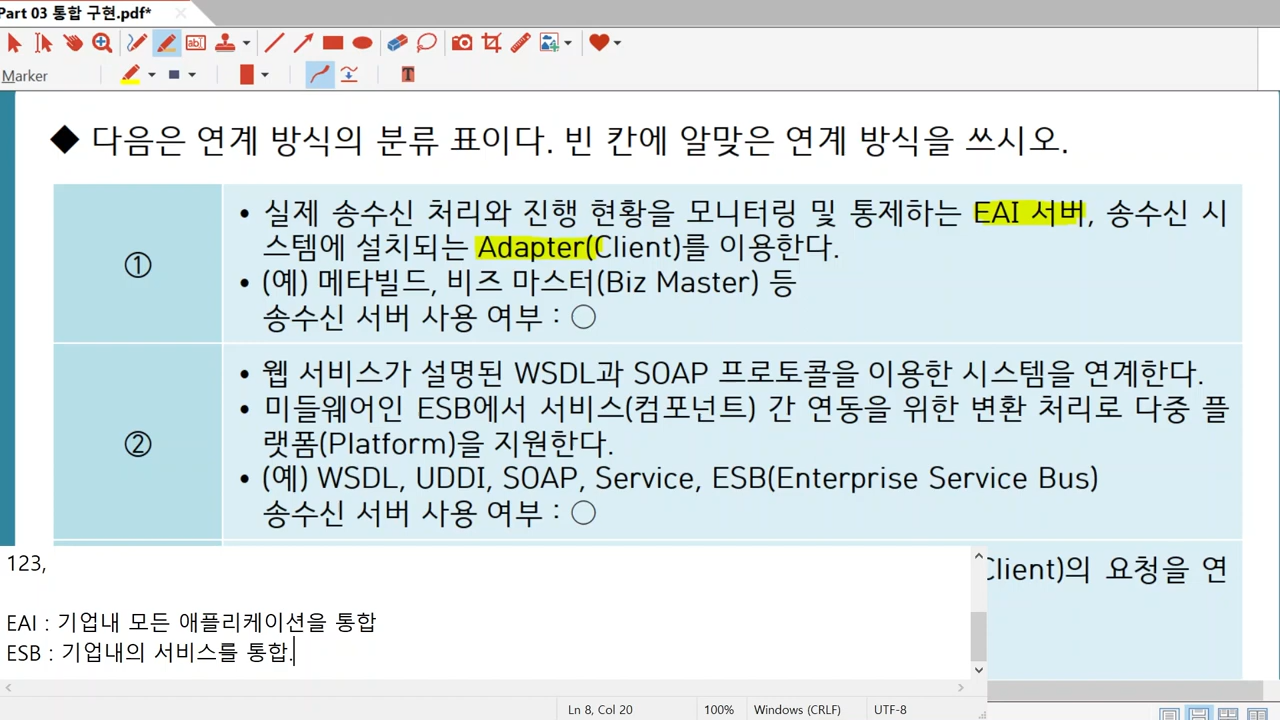 Part 03 통합 구현.pdf*
Marker
◆ 다음은 연계 방식의 분류 표이다. 빈 칸에 알맞은 연계 방식을 쓰시오.
①
• 실제 송수신 처리와 진행 현황을 모니터링 및 통제하는 EAI 서버, 송수신 시
스템에 설치되는 Adapter(Client)를 이용한다.
• (예) 메타빌드, 비즈 마스터(Biz Master) 등
송수신 서버 사용 여부 : ○
②
• 웹 서비스가 설명된 WSDL과 SOAP 프로토콜을 이용한 시스템을 연계한다.
• 미들웨어인 ESB에서 서비스(컴포넌트) 간 연동을 위한 변환 처리로 다중 플
랫폼(Platform)을 지원한다.
• (예) WSDL, UDDI, SOAP, Service, ESB(Enterprise Service Bus)
송수신 서버 사용 여부 : ○
Client)의 요청을 연
123,
EAI : 기업내 모든 애플리케이션을 통합
ESB : 기업내의 서비스를 통합.
Ln 8, Col 20 100% Windows (CRLF) UTF-8